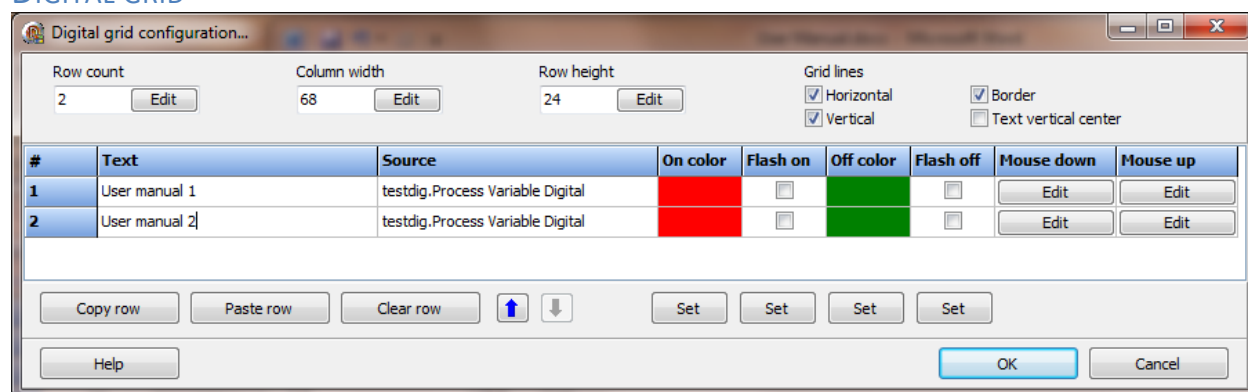 DIGITAL GRID
Digital grid configuration...
Row count Column width Row height Grid lines
2 Edit 68 Edit 24 Edit Horizontal Border
Vertical Text vertical center
# Text Source On color Flash on Off color Flash off Mouse down Mouse up
1 User manual 1 testdig.Process Variable Digital Edit Edit
2 User manual 2 testdig.Process Variable Digital Edit Edit
Copy row Paste row Clear row Set Set Set Set
Help OK Cancel